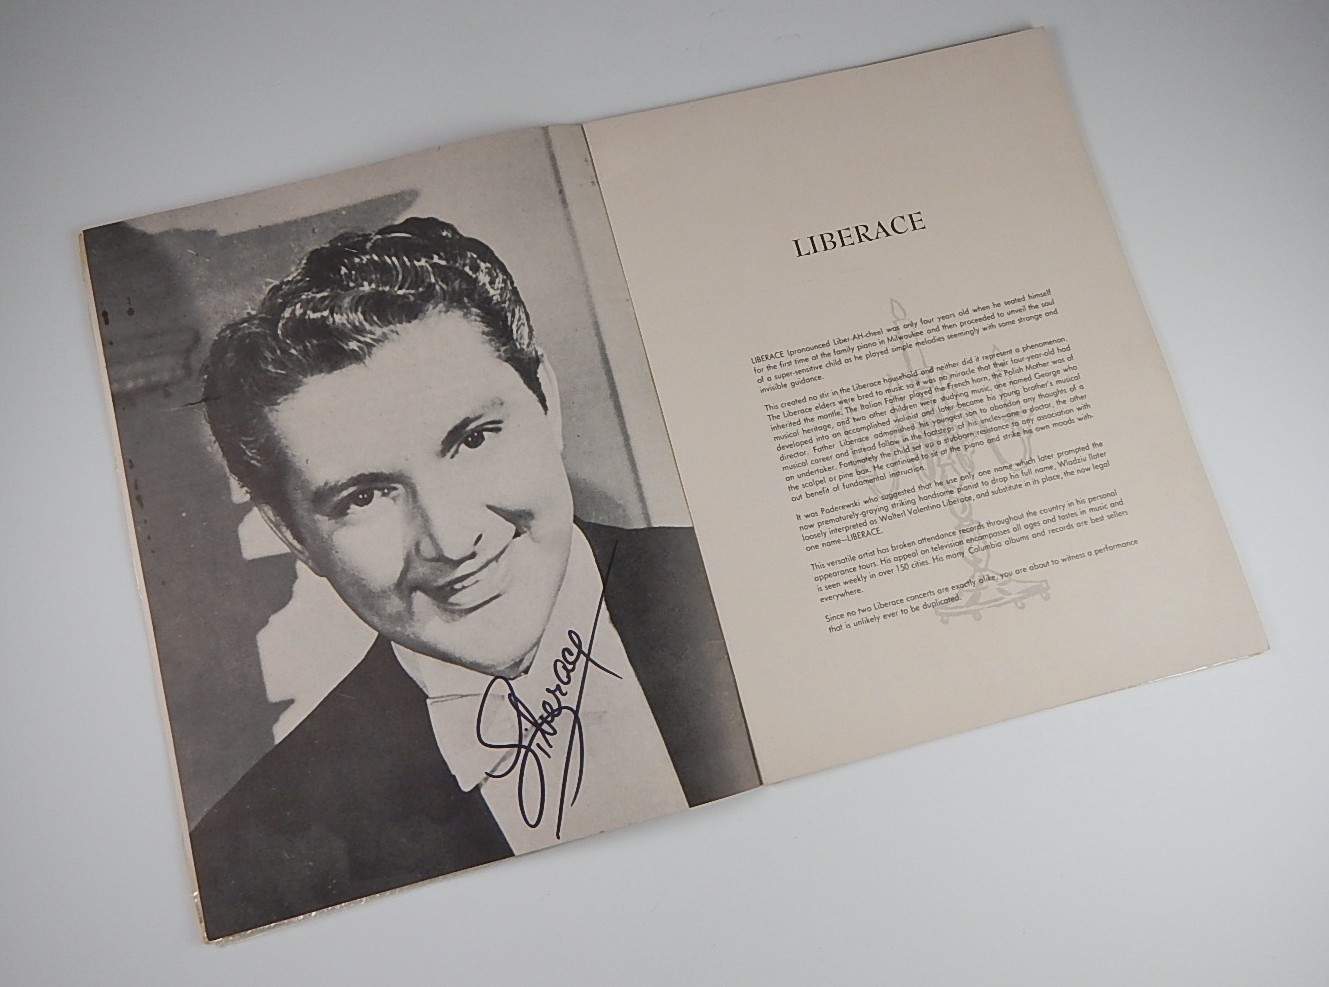 Liberace
LIBERACE
LIBERACE (pronounced Liber-AH-chee) was only four years old when he seated himself
for the first time at the family piano in Milwaukee and then proceeded to unveil the soul
of a super-sensitive child as he played simple melodies seemingly with some strange and
invisible guidance.
This created no stir in the Liberace household and neither did it represent a phenomenon.
The Liberace elders were bred to music so it was no miracle that their four-year-old had
inherited the mantle. The Italian Father played the French horn, the Polish Mother was of
musical heritage, and two other children were studying music, one named George who
developed into an accomplished violinist and later became his young brother's musical
director. Father Liberace admonished his youngest son to abandon any thoughts of a
musical career and instead follow in the footsteps of his uncles—one a doctor, the other
an undertaker. Fortunately the child set up a stubborn resistance to any association with
the scalpel or pine box. He continued to sit at the piano and strike his own moods with-
out benefit of fundamental instruction.
It was Paderewski who suggested that he use only one name which later prompted the
now prematurely-graying striking handsome pianist to drop his full name, Wladziu (later
loosely interpreted as Walter) Valentino Liberace, and substitute in its place, the now legal
one name—LIBERACE.
This versatile artist has broken attendance records throughout the country in his personal
appearance tours. His appeal on television encompasses all ages and tastes in music and
is seen weekly in over 150 cities. His many Columbia albums and records are best sellers
everywhere.
Since no two Liberace concerts are exactly alike, you are about to witness a performance
that is unlikely ever to be duplicated.